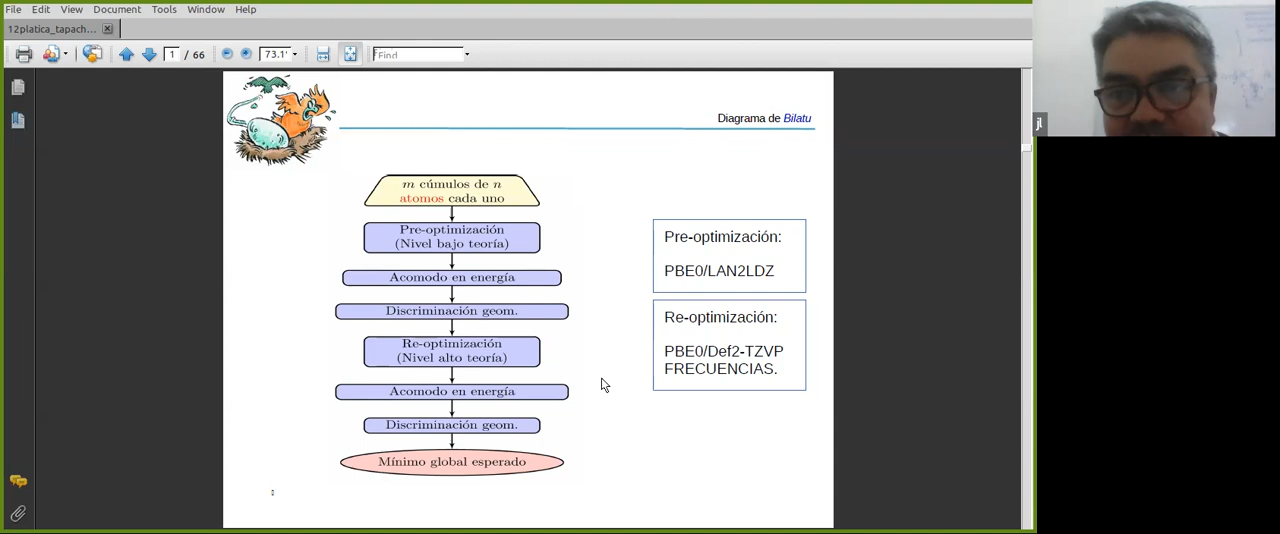 File Edit View Document Tools Window Help
12platica_tapach...
1 / 66 73.1
Find
Diagrama de Bilatu
m cúmulos de n
atomos cada uno
Pre-optimización
(Nivel bajo teoría)
Acomodo en energía
Discriminación geom.
Re-optimización
(Nivel alto teoría)
Acomodo en energía
Discriminación geom.
Mínimo global esperado
Pre-optimización:
PBE0/LAN2LDZ
Re-optimización:
PBE0/Def2-TZVP
FRECUENCIAS.
jl